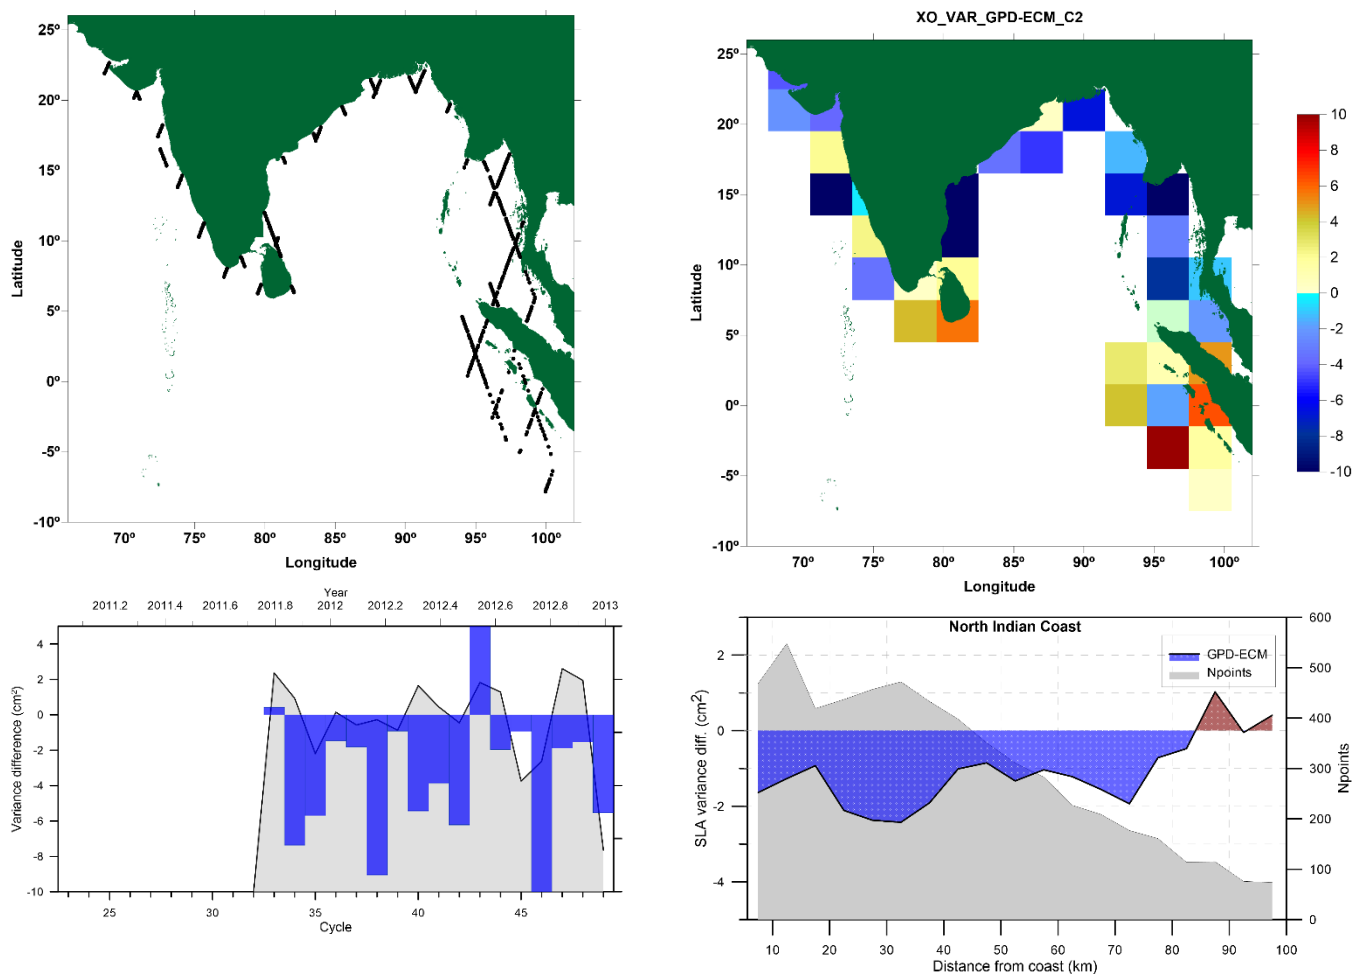 25º
20º
15º
10º
5º
0º
-5º
-10º
Latitude
70º 75º 80º 85º 90º 95º 100º
Longitude
XO_VAR_GPD-ECM_C2
25º
20º
15º
10º
5º
0º
-5º
-10º
Latitude
70º 75º 80º 85º 90º 95º 100º
Longitude
10
8
6
4
2
0
-2
-4
-6
-8
-10
Year
2011.2 2011.4 2011.6 2011.8 2012 2012.2 2012.4 2012.6 2012.8 2013
4
2
0
-2
-4
-6
-8
-10
Variance difference (cm²)
25 30 35 40 45
Cycle
North Indian Coast
GPD-ECM
Npoints
2
0
-2
-4
SLA variance diff. (cm²)
600
500
400
300
200
100
0
Npoints
10 20 30 40 50 60 70 80 90 100
Distance from coast (km)